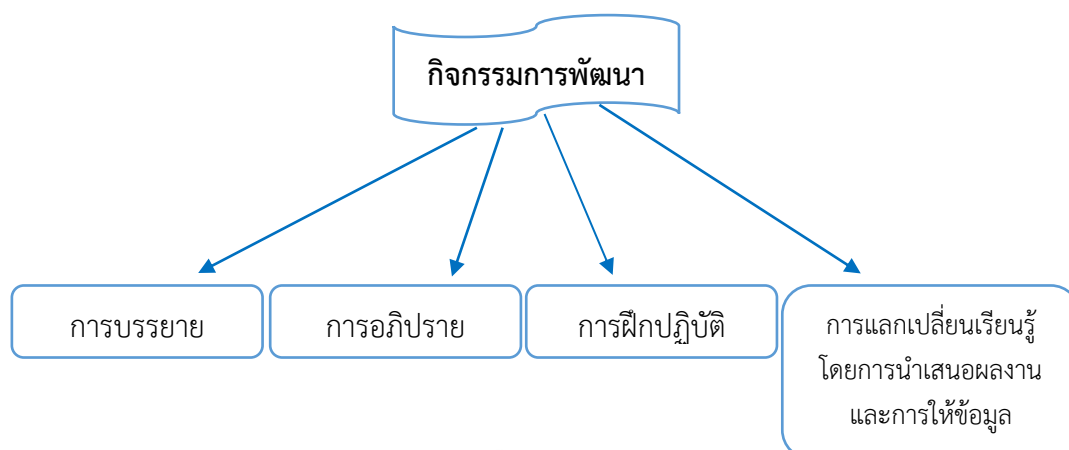 กิจกรรมการพัฒนา
การบรรยาย
การอภิปราย
การฝึกปฏิบัติ
การแลกเปลี่ยนเรียนรู้
โดยการนำเสนอผลงาน
และการให้ข้อมูล